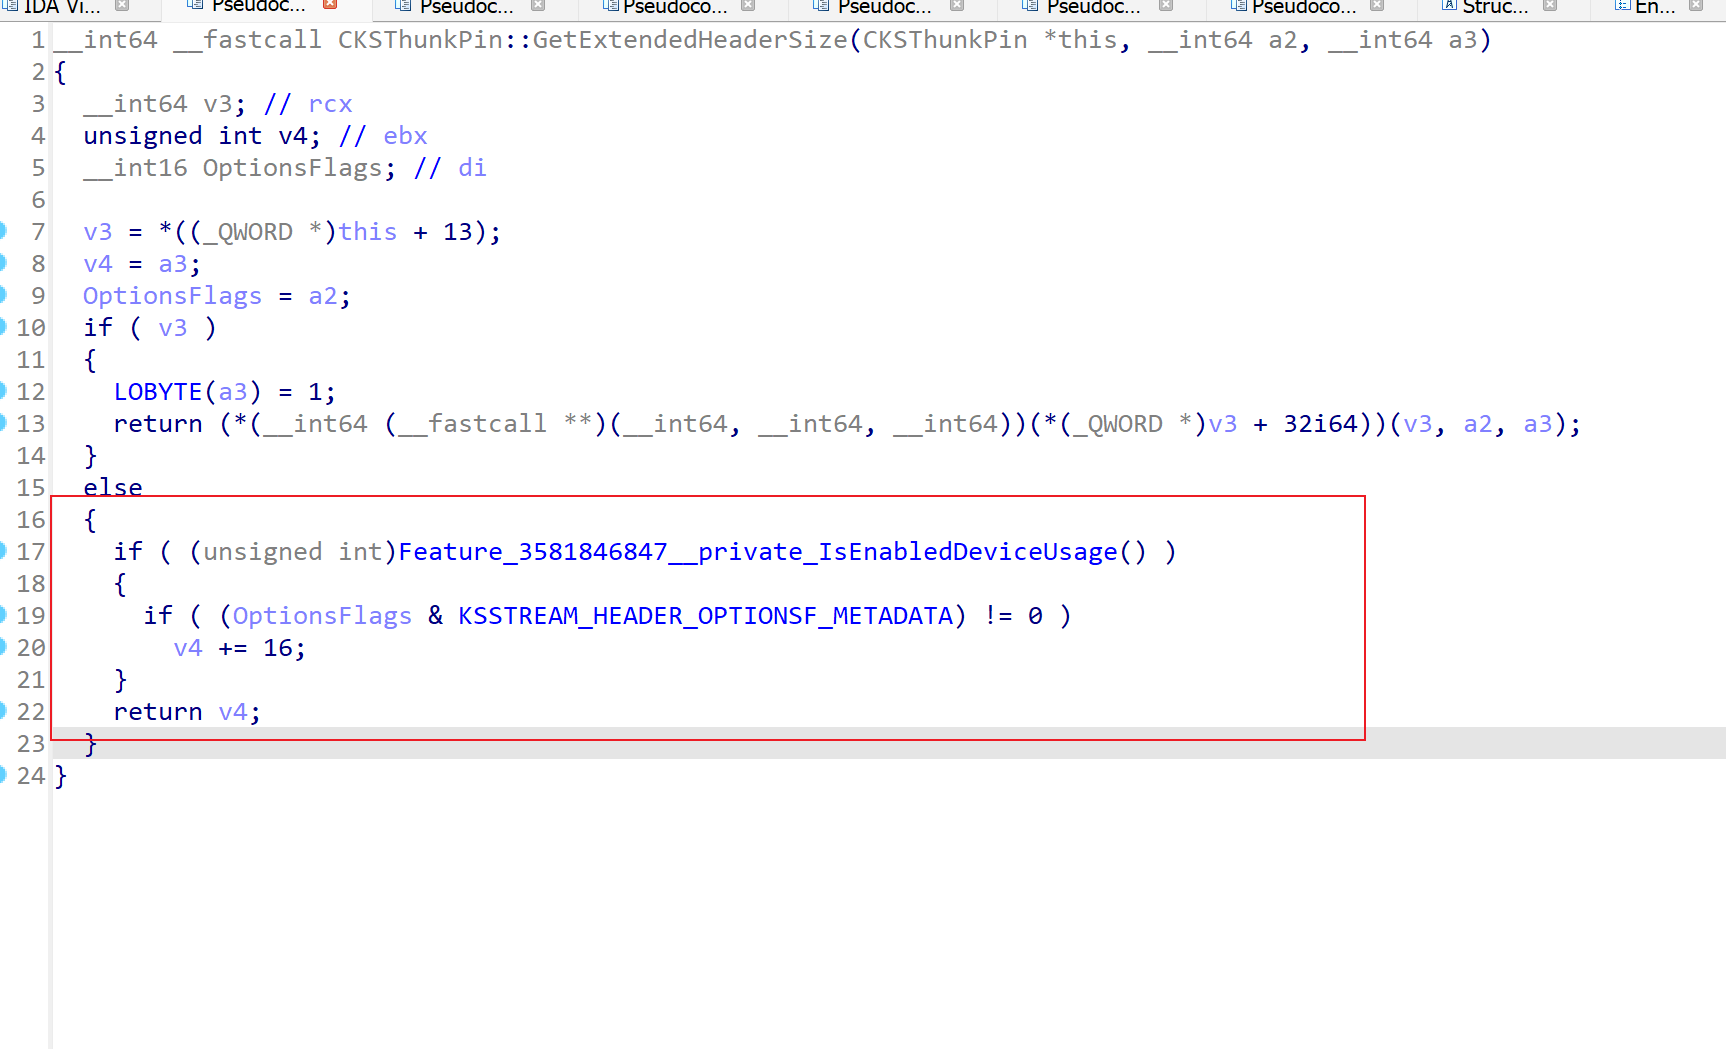 IDA Vi...  Pseudoc...  Pseudoc...  Pseudoco...  Pseudoc...  Pseudoc...  Pseudoco...  Struc...  En...
1 __int64 __fastcall CKSThunkPin::GetExtendedHeaderSize(CKSThunkPin *this, __int64 a2, __int64 a3)
2 {
3   __int64 v3; // rcx
4   unsigned int v4; // ebx
5   __int16 OptionsFlags; // di
6
7   v3 = *((_QWORD *)this + 13);
8   v4 = a3;
9   OptionsFlags = a2;
10   if ( v3 )
11   {
12     LOBYTE(a3) = 1;
13     return (*(__int64 (__fastcall **)(__int64, __int64, __int64))(*(_QWORD *)v3 + 32i64))(v3, a2, a3);
14   }
15   else
16   {
17     if ( (unsigned int)Feature_3581846847__private_IsEnabledDeviceUsage() )
18     {
19       if ( (OptionsFlags & KSSTREAM_HEADER_OPTIONSF_METADATA) != 0 )
20         v4 += 16;
21     }
22     return v4;
23   }
24 }